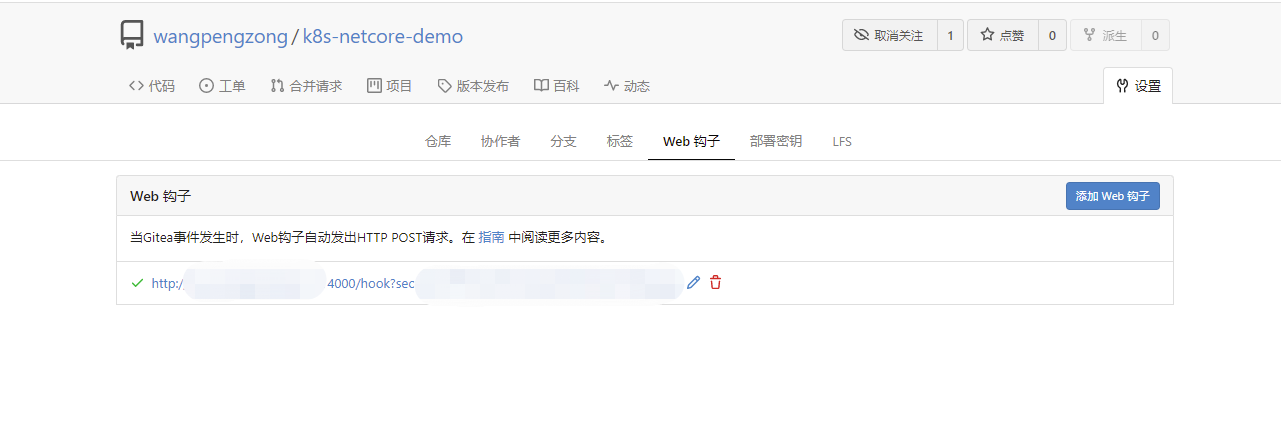 wangpengzong / k8s-netcore-demo
取消关注 1 点赞 0 派生 0
代码 工单 合并请求 项目 版本发布 百科 动态 设置
仓库 协作者 分支 标签 Web 钩子 部署密钥 LFS
Web 钩子 添加 Web 钩子
当Gitea事件发生时，Web钩子自动发出HTTP POST请求。在 指南 中阅读更多内容。
http:/ 4000/hook?sec